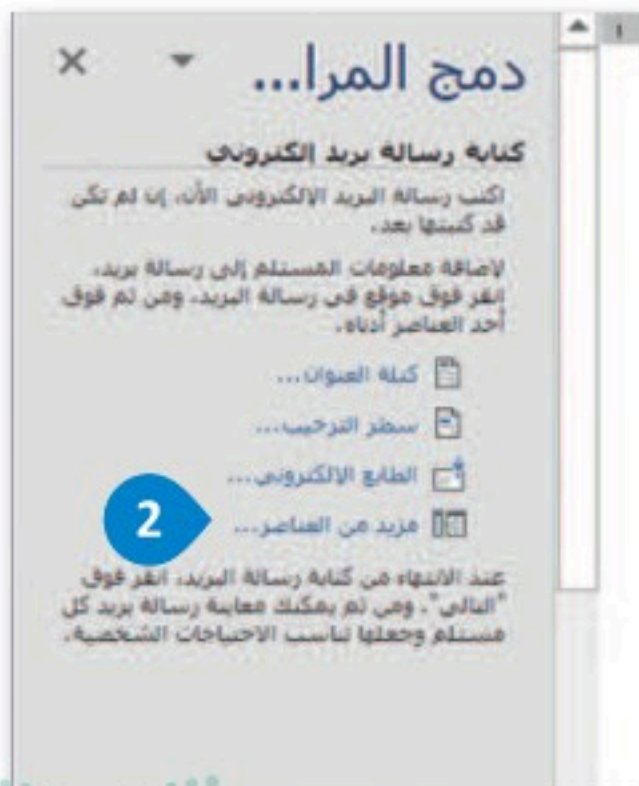 دمج المرا...
كتابة رسالة بريد إلكتروني
اكتب رسالة البريد الإلكتروني الآن، إن لم تكن
قد كتبتها بعد.
لإضافة معلومات المستلم إلى رسالة بريد،
انقر فوق موقع في رسالة البريد، ومن ثم فوق
أحد العناصر أدناه.
كتلة العنوان...
سطر الترحيب...
الطابع الالكتروني...
2
مزيد من العناصر...
عند الانتهاء من كتابة رسالة البريد، انقر فوق
"التالي". ومن ثم يمكنك معاينة رسالة بريد كل
مستلم وجعلها تناسب الاحتياجات الشخصية.
1